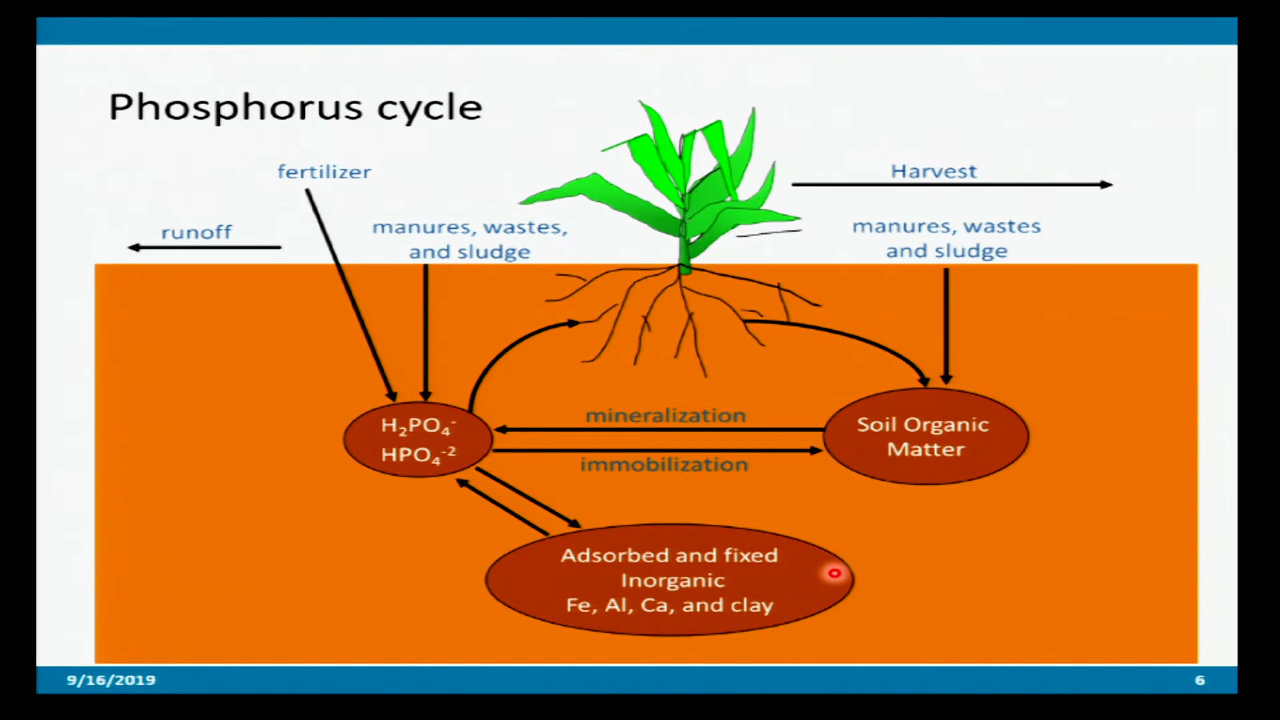 Phosphorus cycle
fertilizer
Harvest
runoff
manures, wastes,
and sludge
manures, wastes
and sludge
mineralization
immobilization
H₂PO₄⁻
HPO₄⁻²
Soil Organic
Matter
Adsorbed and fixed
Inorganic
Fe, Al, Ca, and clay
9/16/2019
6